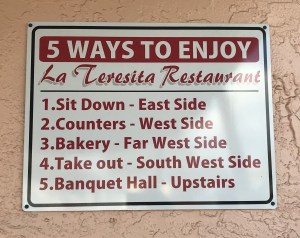 5 WAYS TO ENJOY
La Teresita Restaurant
1.Sit Down - East Side
2.Counters - West Side
3.Bakery - Far West Side
4.Take out - South West Side
5.Banquet Hall - Upstairs